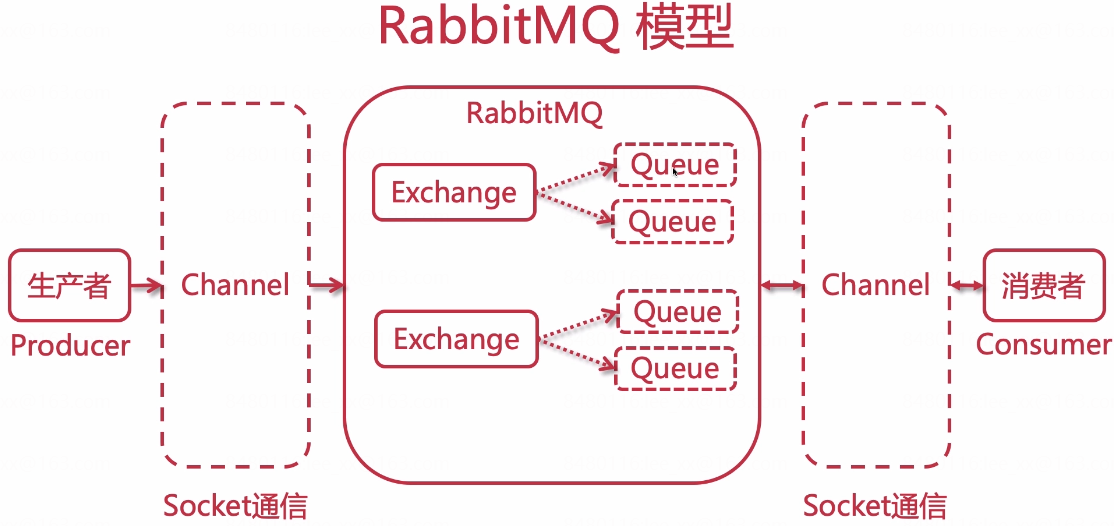 RabbitMQ 模型
RabbitMQ
Exchange
Queue
Queue
Exchange
Queue
Queue
生产者
Producer
Channel
Socket通信
Channel
Socket通信
消费者
Consumer